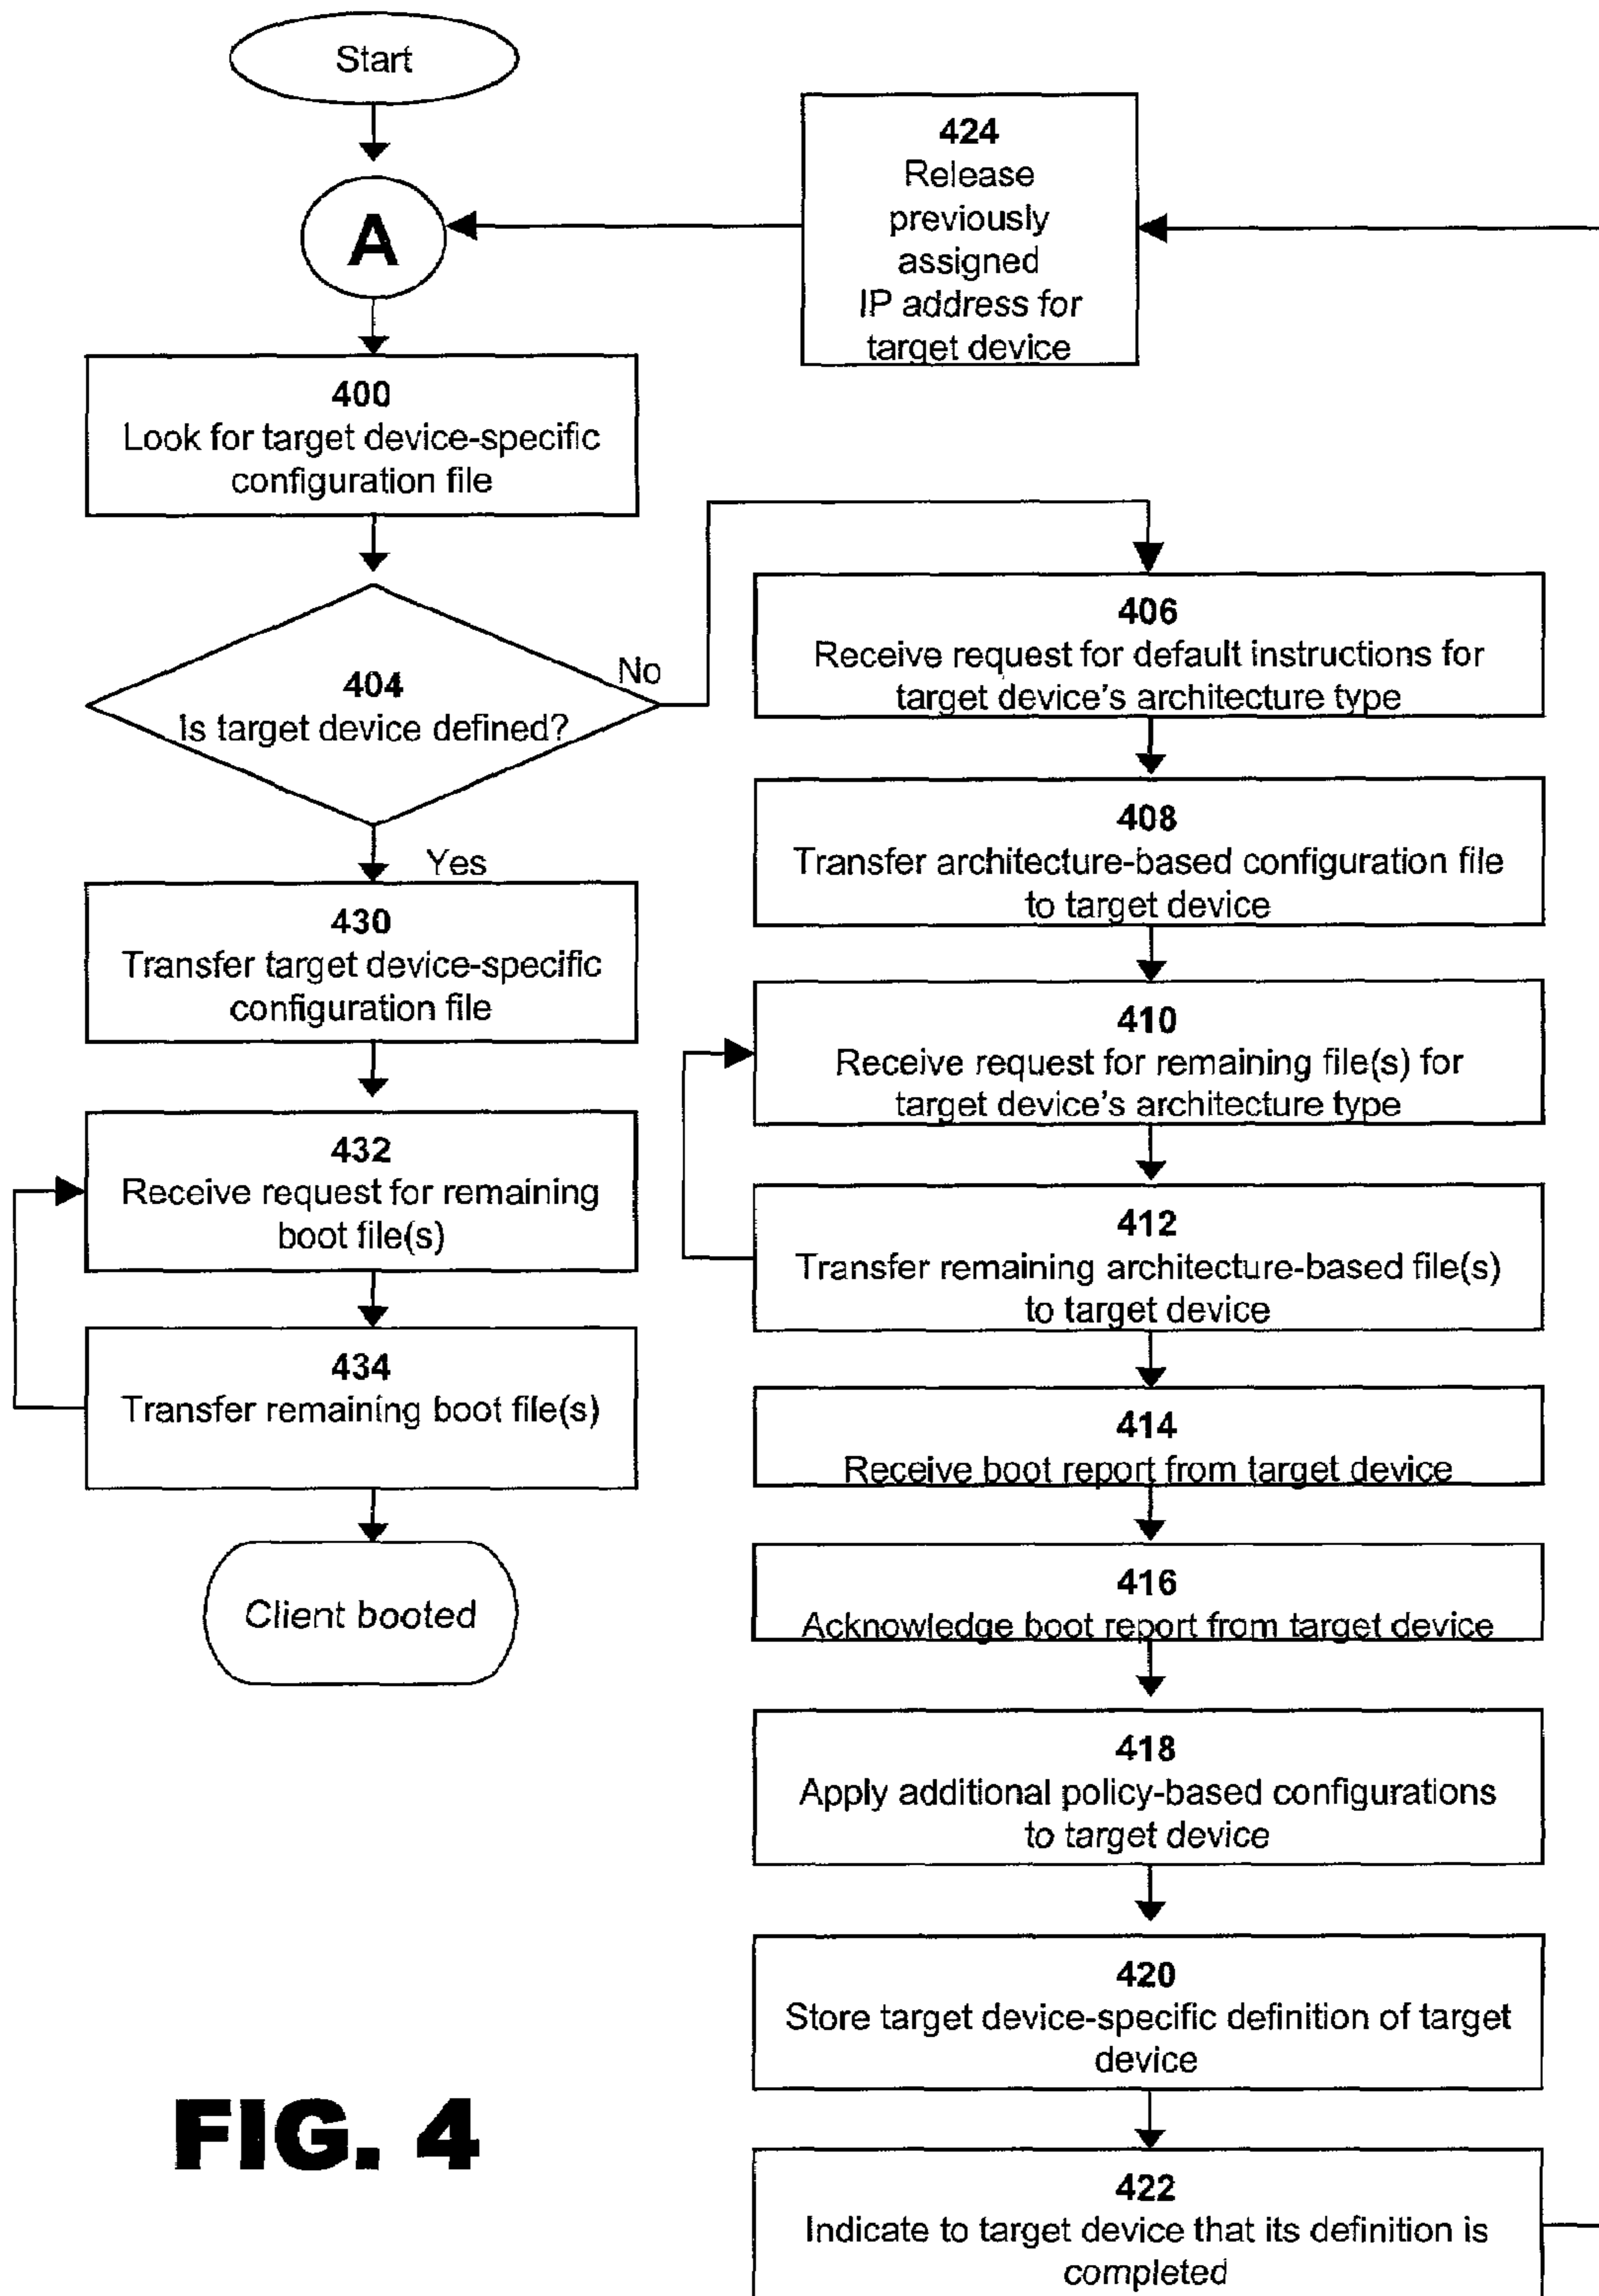 Start
A
424
Release
previously
assigned
IP address for
target device
400
Look for target device-specific
configuration file
404
Is target device defined?
No
Yes
406
Receive request for default instructions for
target device's architecture type
408
Transfer architecture-based configuration file
to target device
410
Receive request for remaining file(s) for
target device's architecture type
412
Transfer remaining architecture-based file(s)
to target device
414
Receive boot report from target device
416
Acknowledge boot report from target device
418
Apply additional policy-based configurations
to target device
420
Store target device-specific definition of target
device
422
Indicate to target device that its definition is
completed
430
Transfer target device-specific
configuration file
432
Receive request for remaining
boot file(s)
434
Transfer remaining boot file(s)
Client booted
FIG. 4